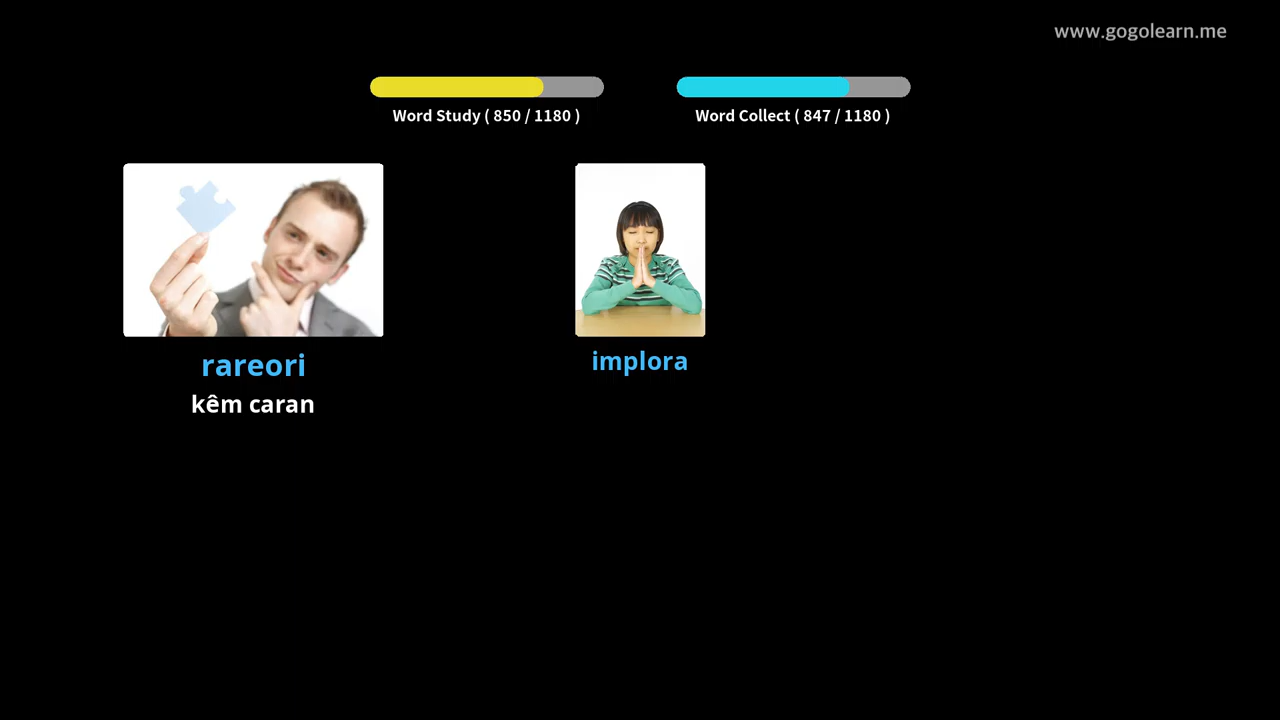 www.gogolearn.me
Word Study ( 850 / 1180 )
Word Collect ( 847 / 1180 )
rareori
kêm caran
implora